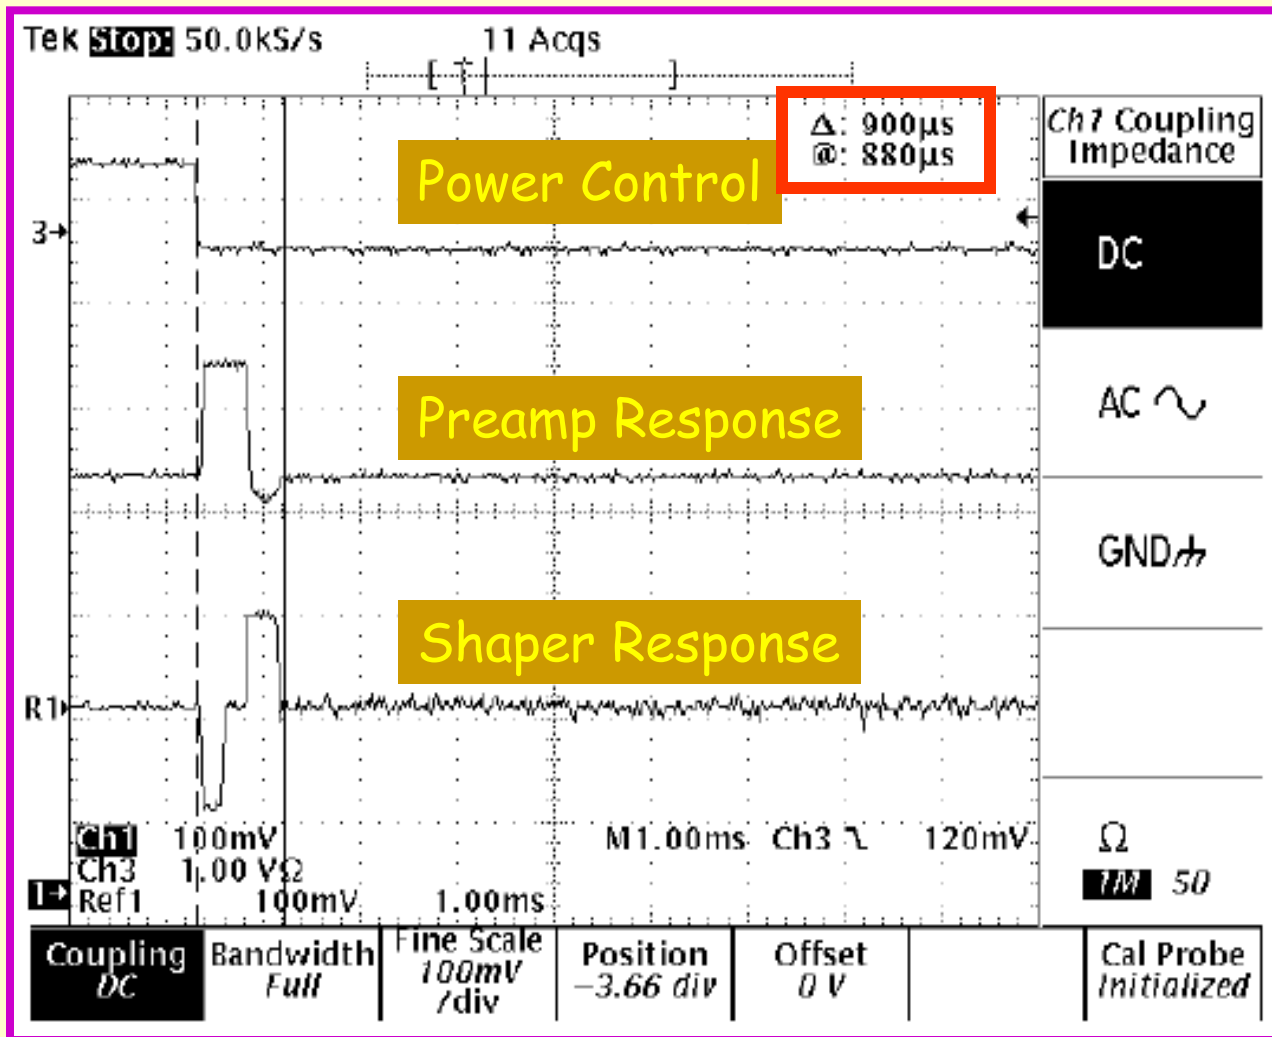 Tek Stop: 50.0kS/s 11 Acqs
Δ: 900µs
@: 880µs
Ch1 Coupling
Impedance
Power Control
3
DC
AC
Preamp Response
GND
Shaper Response
R1
Ch1 100mV M1.00ms Ch3 120mV
Ch3 1.00 VΩ
Ref1 100mV 1.00ms
1
Ω
1M 50
Coupling
DC
Bandwidth
Full
Fine Scale
100mV
/div
Position
−3.66 div
Offset
0 V
Cal Probe
Initialized